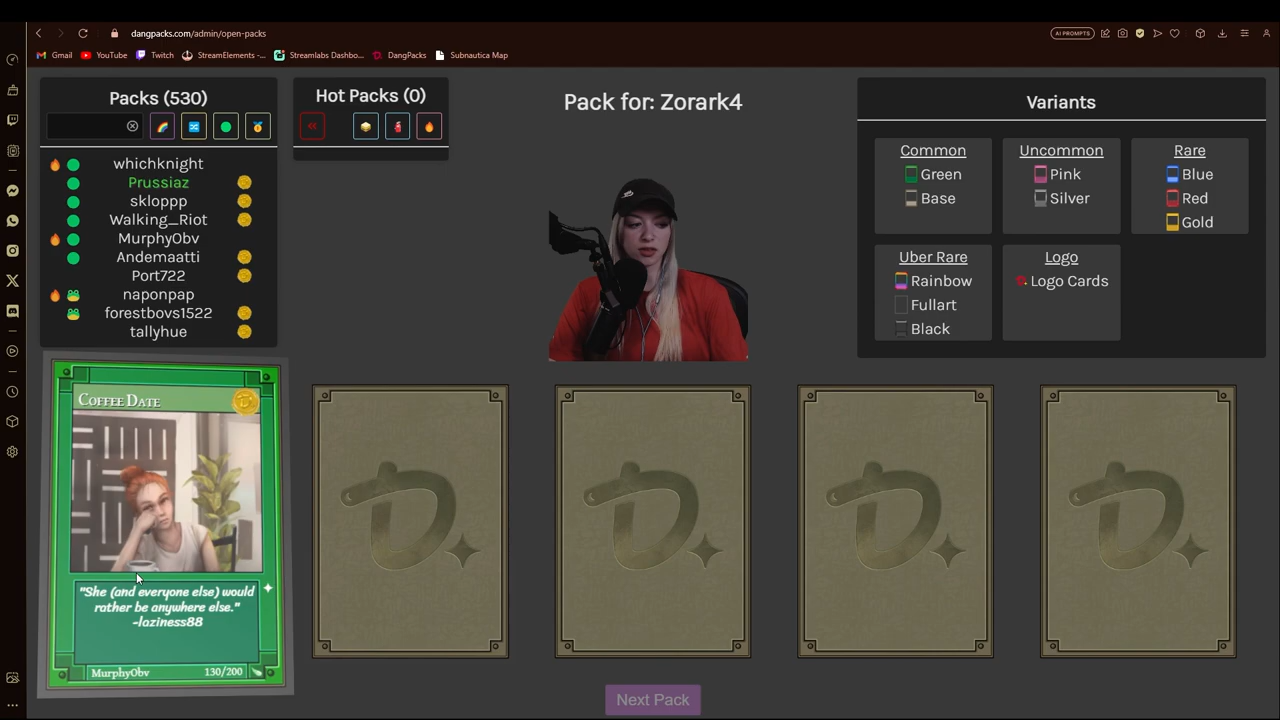 dangpacks.com/admin/open-packs
AI PROMPTS
Gmail YouTube Twitch StreamElements -... Streamlabs Dashbo... DangPacks Subnautica Map
Packs (530)
whichknight
Prussiaz
skloppp
Walking_Riot
MurphyObv
Andemaatti
Port722
naponpap
forestbovs1522
tallyhue
Hot Packs (0)
Pack for: Zorark4
Variants
Common
Green
Base
Uncommon
Pink
Silver
Rare
Blue
Red
Gold
Uber Rare
Rainbow
Fullart
Black
Logo
Logo Cards
Coffee Date
"She (and everyone else) would
rather be anywhere else."
-laziness88
MurphyObv 130/200
D
D
D
D
Next Pack